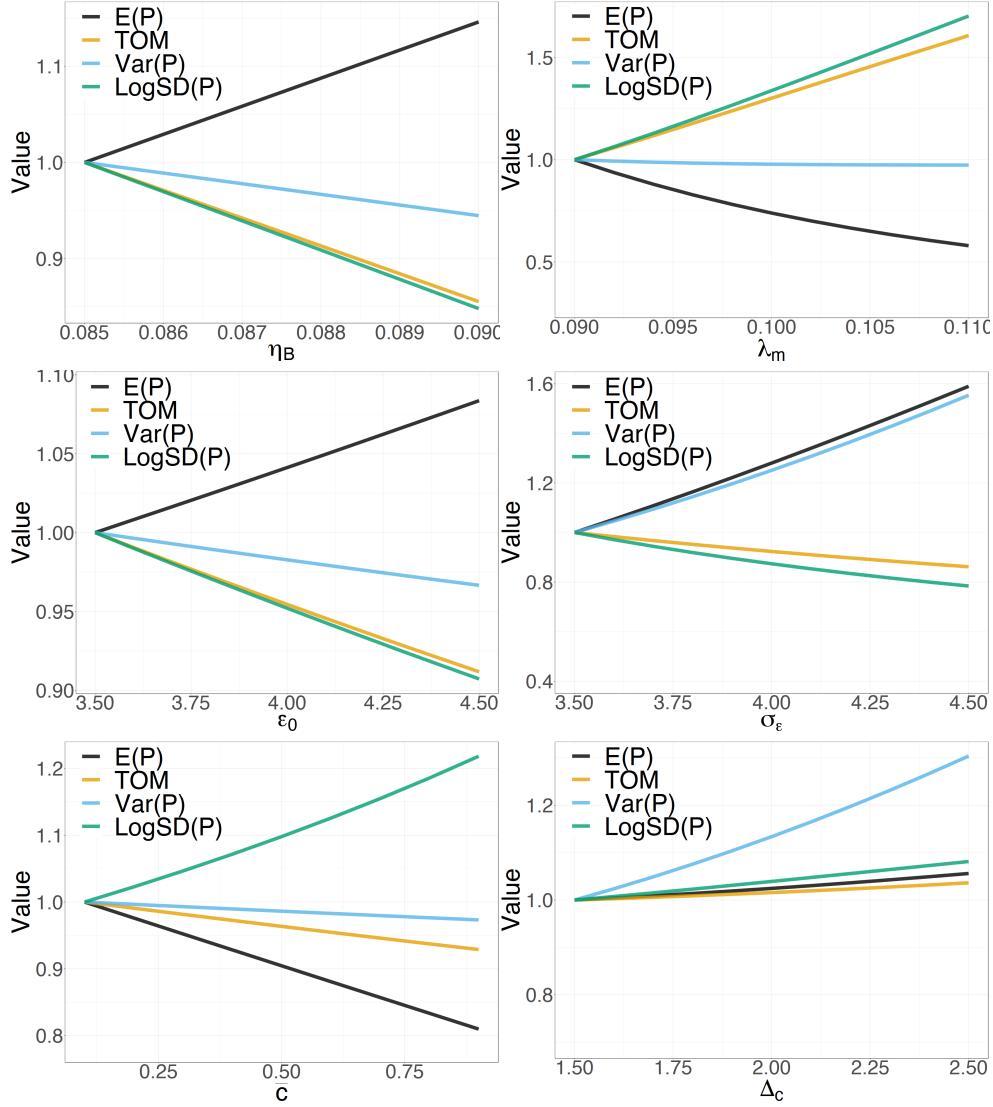 E(P)
TOM
Var(P)
LogSD(P)
Value
1.1
1.0
0.9
0.085 0.086 0.087 0.088 0.089 0.090
η_B
E(P)
TOM
Var(P)
LogSD(P)
Value
1.5
1.0
0.5
0.090 0.095 0.100 0.105 0.110
λ_m
E(P)
TOM
Var(P)
LogSD(P)
Value
1.10
1.05
1.00
0.95
0.90
3.50 3.75 4.00 4.25 4.50
ε_0
E(P)
TOM
Var(P)
LogSD(P)
Value
1.6
1.2
0.8
0.4
3.50 3.75 4.00 4.25 4.50
σ_ε
E(P)
TOM
Var(P)
LogSD(P)
Value
1.2
1.1
1.0
0.9
0.8
0.25 0.50 0.75
c̅
E(P)
TOM
Var(P)
LogSD(P)
Value
1.2
1.0
0.8
1.50 1.75 2.00 2.25 2.50
Δ_c